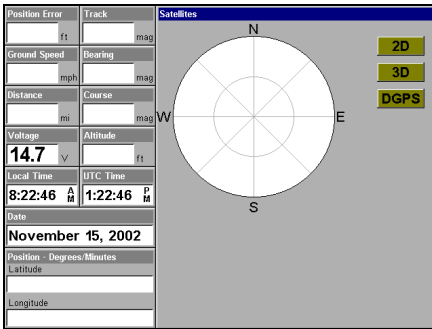 Position Error
ft
Track
mag
Ground Speed
mph
Bearing
mag
Distance
mi
Course
mag
Voltage
14.7 V
Altitude
ft
Local Time
8:22:46 AM
UTC Time
1:22:46 PM
Date
November 15, 2002
Position - Degrees/Minutes
Latitude
Longitude
Satellites
N
W
E
S
2D
3D
DGPS